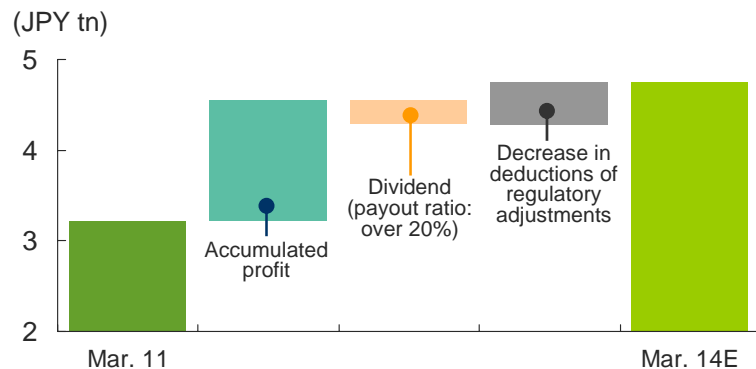 (JPY tn)
5
4
3
2
Accumulated
profit
Dividend
(payout ratio:
over 20%)
Decrease in
deductions of
regulatory
adjustments
Mar. 11
Mar. 14E